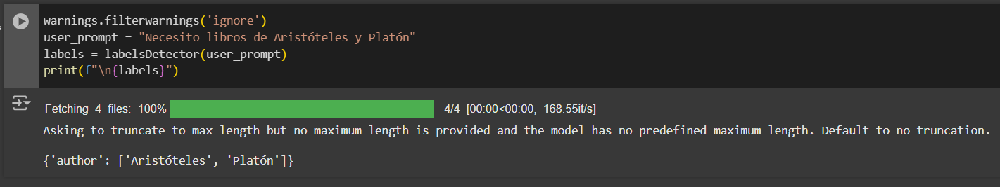 warnings.filterwarnings('ignore')
user_prompt = "Necesito libros de Aristóteles y Platón"
labels = labelsDetector(user_prompt)
print(f"\n{labels}")
Fetching 4 files: 100% 4/4 [00:00<00:00, 168.55it/s]
Asking to truncate to max_length but no maximum length is provided and the model has no predefined maximum length. Default to no truncation.
{'author': ['Aristóteles', 'Platón']}